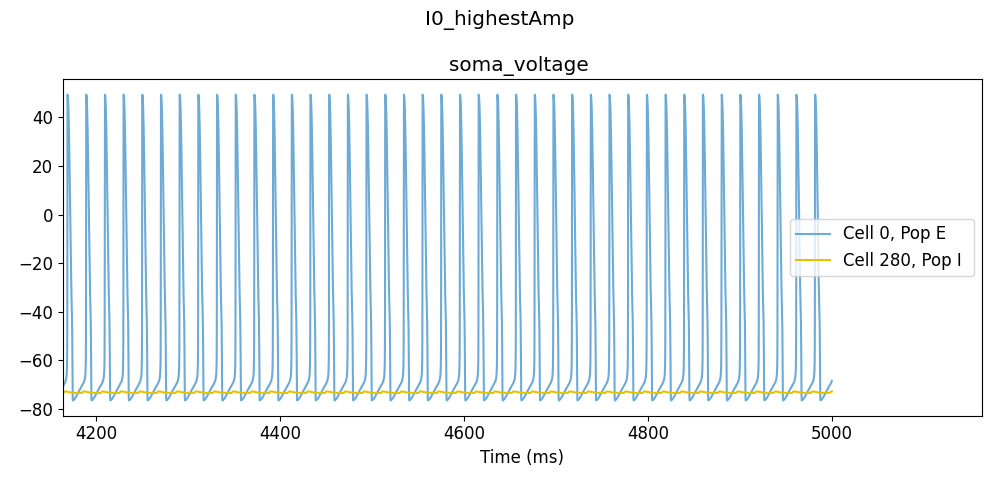 I0_highestAmp
soma_voltage
40
20
0
−20
−40
−60
−80
Cell 0, Pop E
Cell 280, Pop I
4200
4400
4600
4800
5000
Time (ms)